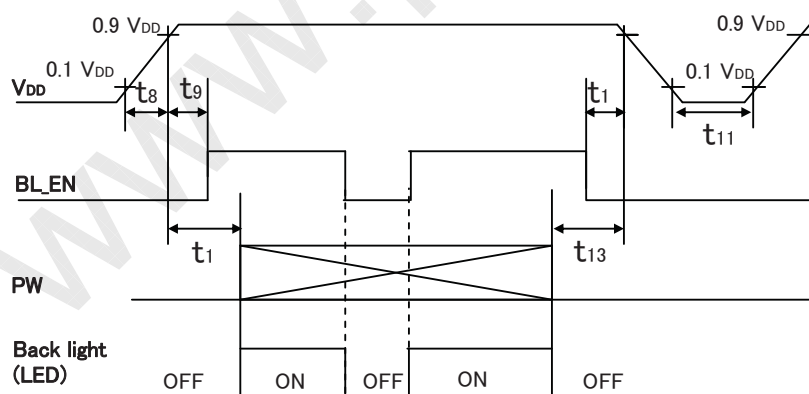 0.9 VDD
0.9 VDD
0.1 VDD
0.1 VDD
VDD
t8
t9
t1
t11
BL_EN
t1
t13
PW
Back light
(LED)
OFF
ON
OFF
ON
OFF
www.